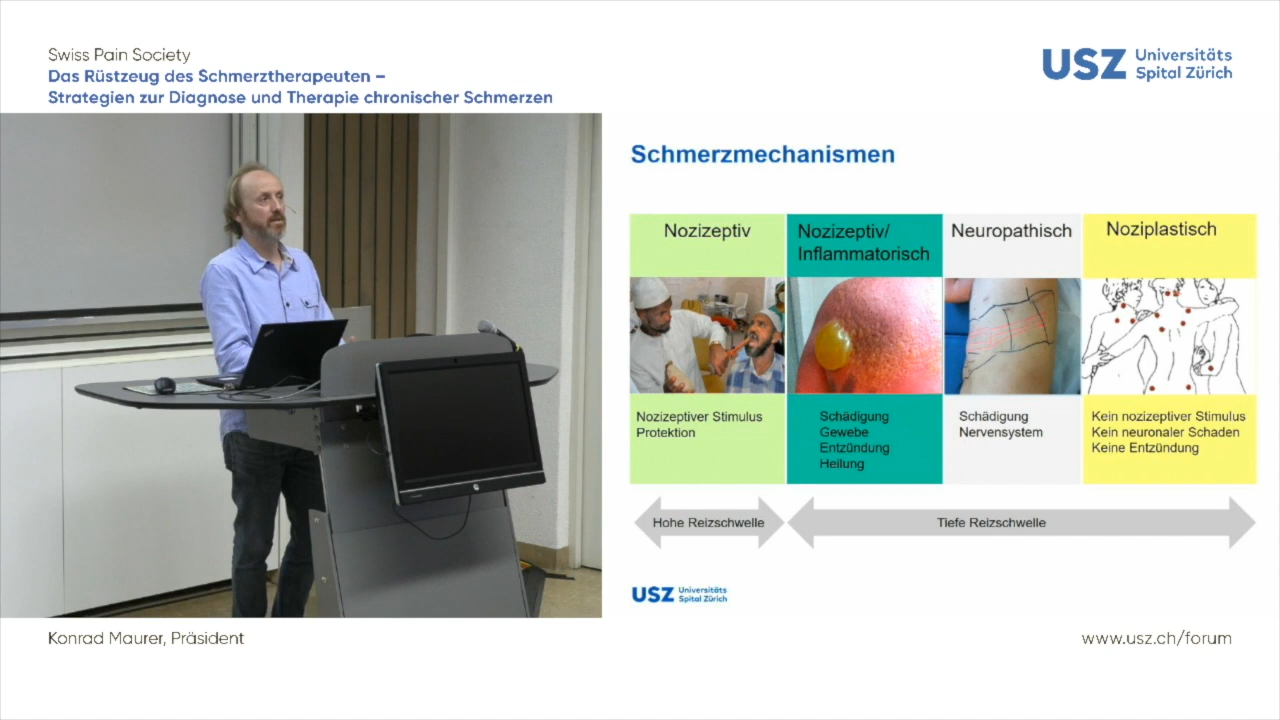 Swiss Pain Society
Das Rüstzeug des Schmerztherapeuten –
Strategien zur Diagnose und Therapie chronischer Schmerzen
USZ Universitäts
Spital Zürich
Schmerzmechanismen
Nozizeptiv
Nozizeptiv/
Inflammatorisch
Neuropathisch
Noziplastisch
Nozizeptiver Stimulus
Protektion
Schädigung
Gewebe
Entzündung
Heilung
Schädigung
Nervensystem
Kein nozizeptiver Stimulus
Kein neuronaler Schaden
Keine Entzündung
Hohe Reizschwelle
Tiefe Reizschwelle
USZ Universitäts
Spital Zürich
Konrad Maurer, Präsident
www.usz.ch/forum